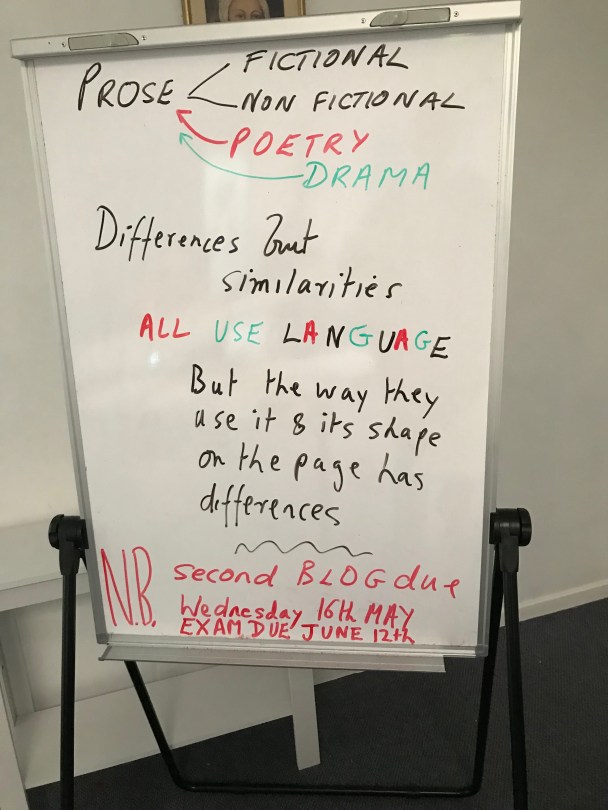 FICTIONAL
PROSE
NON FICTIONAL
POETRY
DRAMA
Differences but
similarities
ALL USE LANGUAGE
But the way they
use it & its shape
on the page has
differences
N.B. second BLOG due
Wednesday 16th MAY
EXAM DUE JUNE 12th